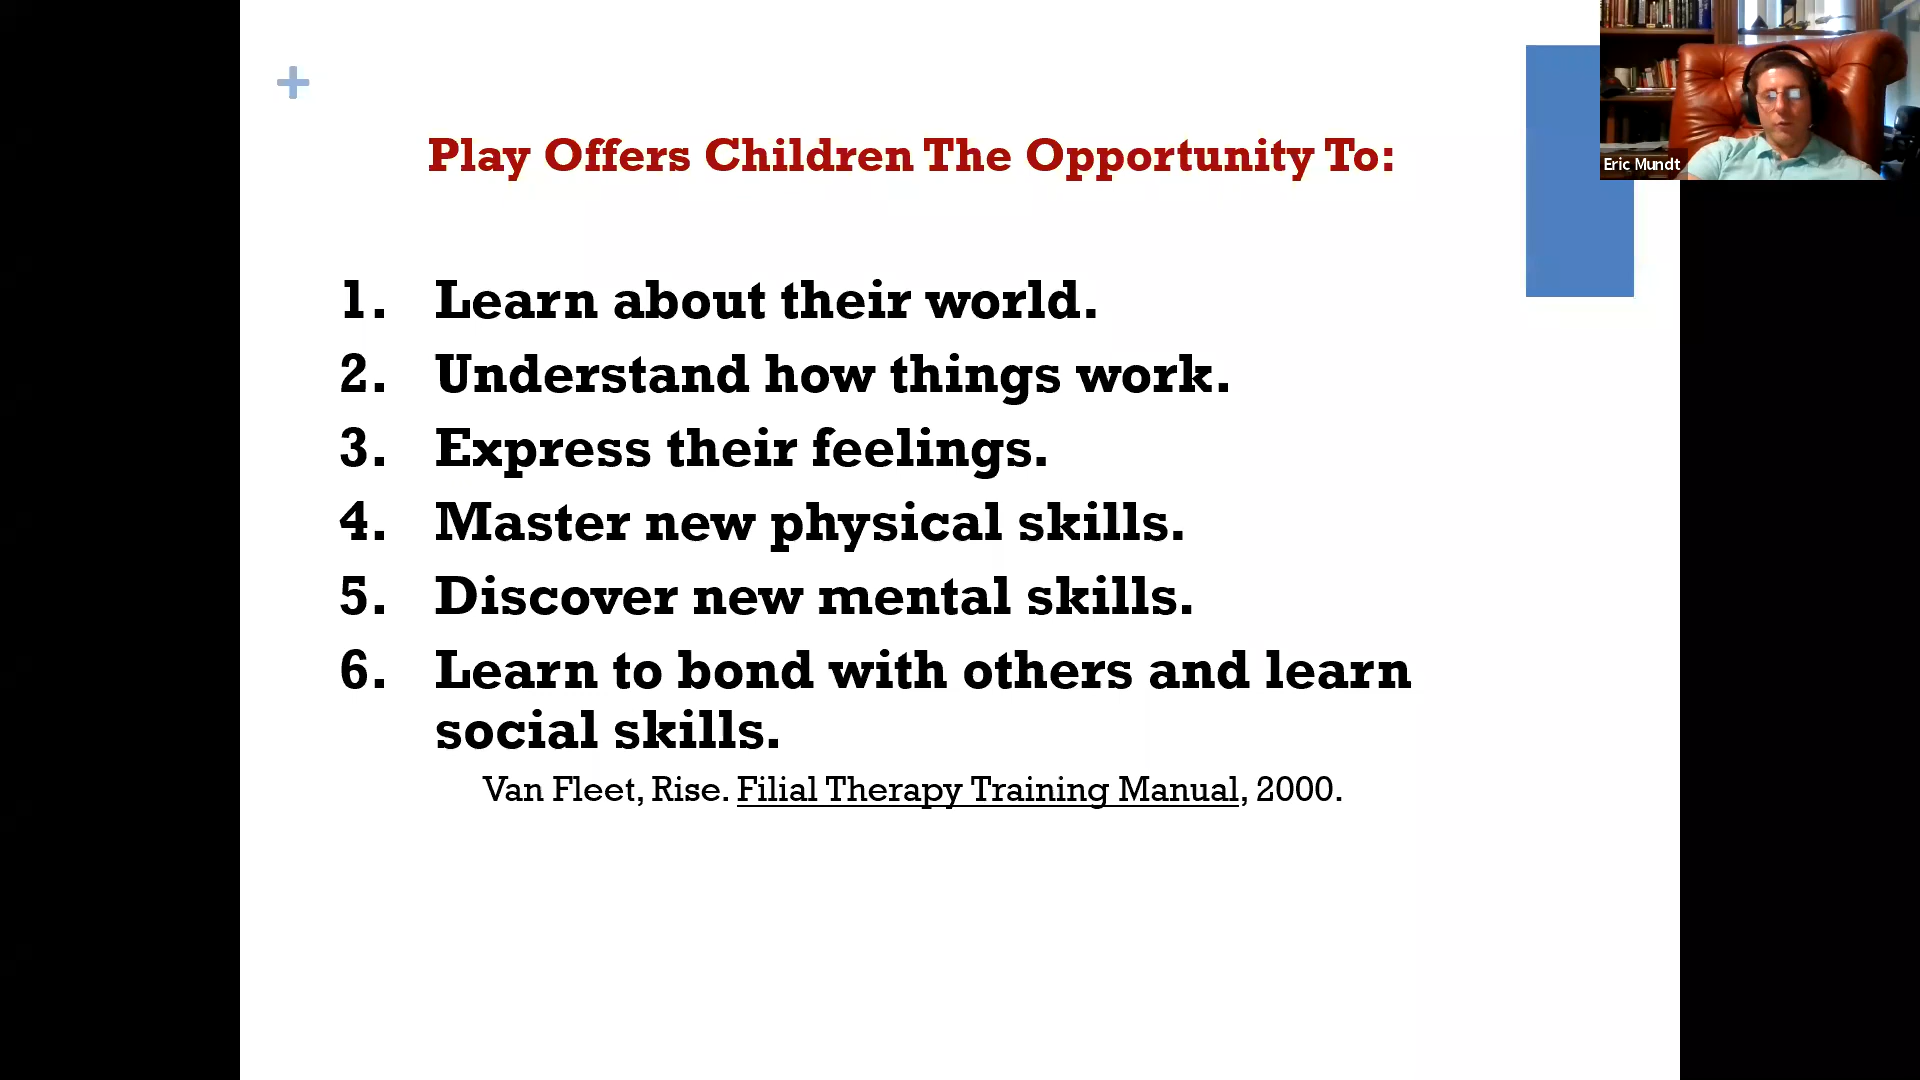 +
Play Offers Children The Opportunity To:
Eric Mundt
1. Learn about their world.
2. Understand how things work.
3. Express their feelings.
4. Master new physical skills.
5. Discover new mental skills.
6. Learn to bond with others and learn
social skills.
Van Fleet, Rise. Filial Therapy Training Manual, 2000.